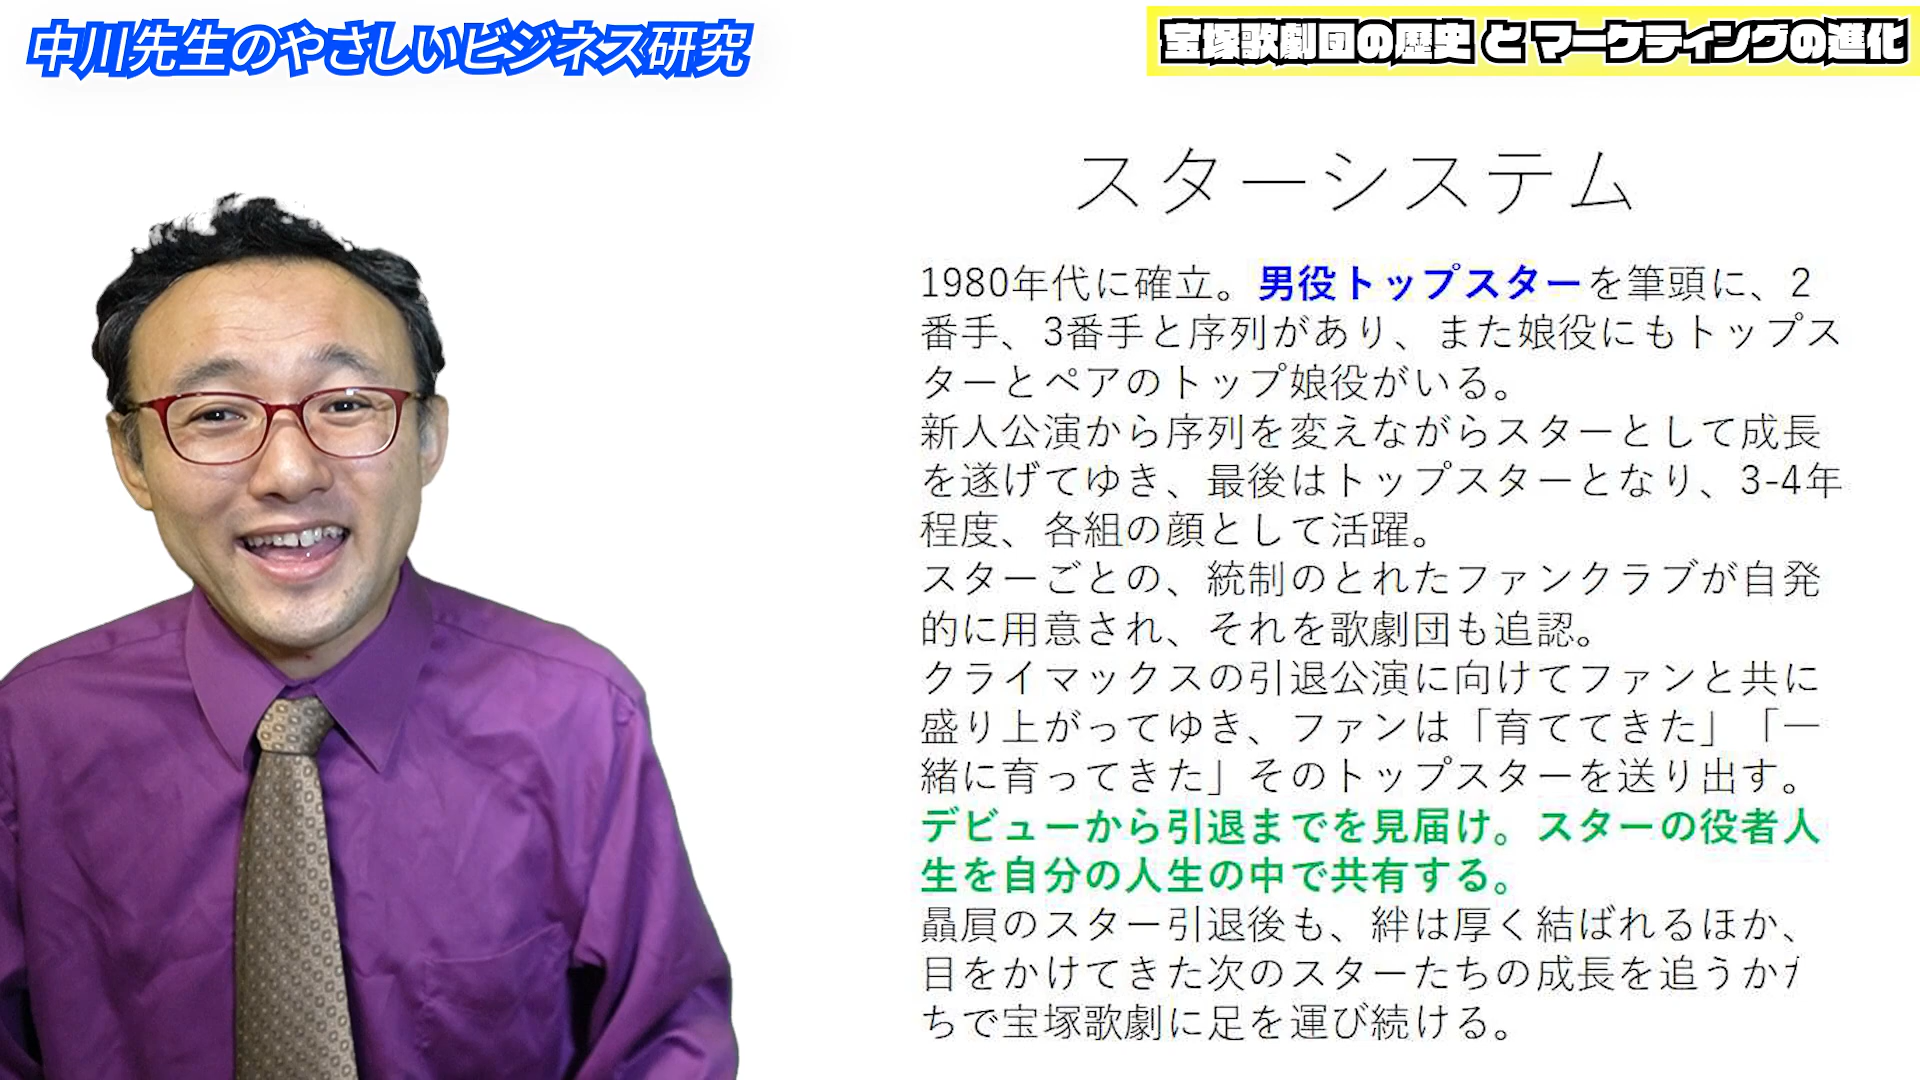 中川先生のやさしいビジネス研究
宝塚歌劇団の歴史 と マーケティングの進化
スターシステム
1980年代に確立。男役トップスターを筆頭に、2
番手、3番手と序列があり、また娘役にもトップス
ターとペアのトップ娘役がいる。
新人公演から序列を変えながらスターとして成長
を遂げてゆき、最後はトップスターとなり、3-4年
程度、各組の顔として活躍。
スターごとの、統制のとれたファンクラブが自発
的に用意され、それを歌劇団も追認。
クライマックスの引退公演に向けてファンと共に
盛り上がってゆき、ファンは「育ててきた」「一
緒に育ってきた」そのトップスターを送り出す。
デビューから引退までを見届け。スターの役者人
生を自分の人生の中で共有する。
贔屓のスター引退後も、絆は厚く結ばれるほか、
目をかけてきた次のスターたちの成長を追うかた
ちで宝塚歌劇に足を運び続ける。